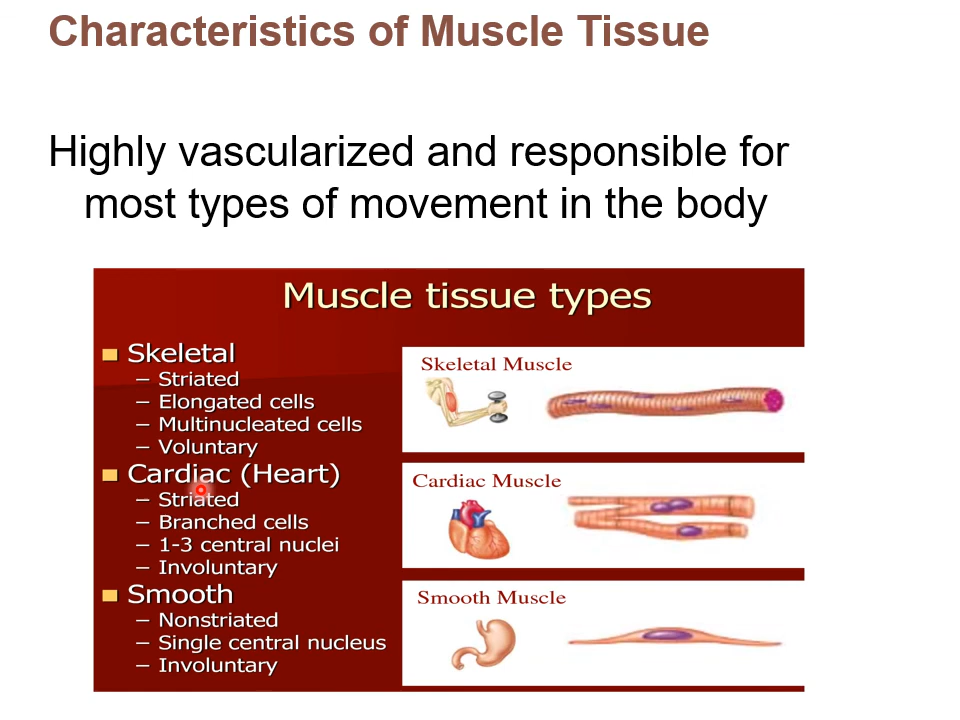 Characteristics of Muscle Tissue
Highly vascularized and responsible for
most types of movement in the body
Muscle tissue types
Skeletal
– Striated
– Elongated cells
– Multinucleated cells
– Voluntary
Cardiac (Heart)
– Striated
– Branched cells
– 1-3 central nuclei
– Involuntary
Smooth
– Nonstriated
– Single central nucleus
– Involuntary
Skeletal Muscle
Cardiac Muscle
Smooth Muscle